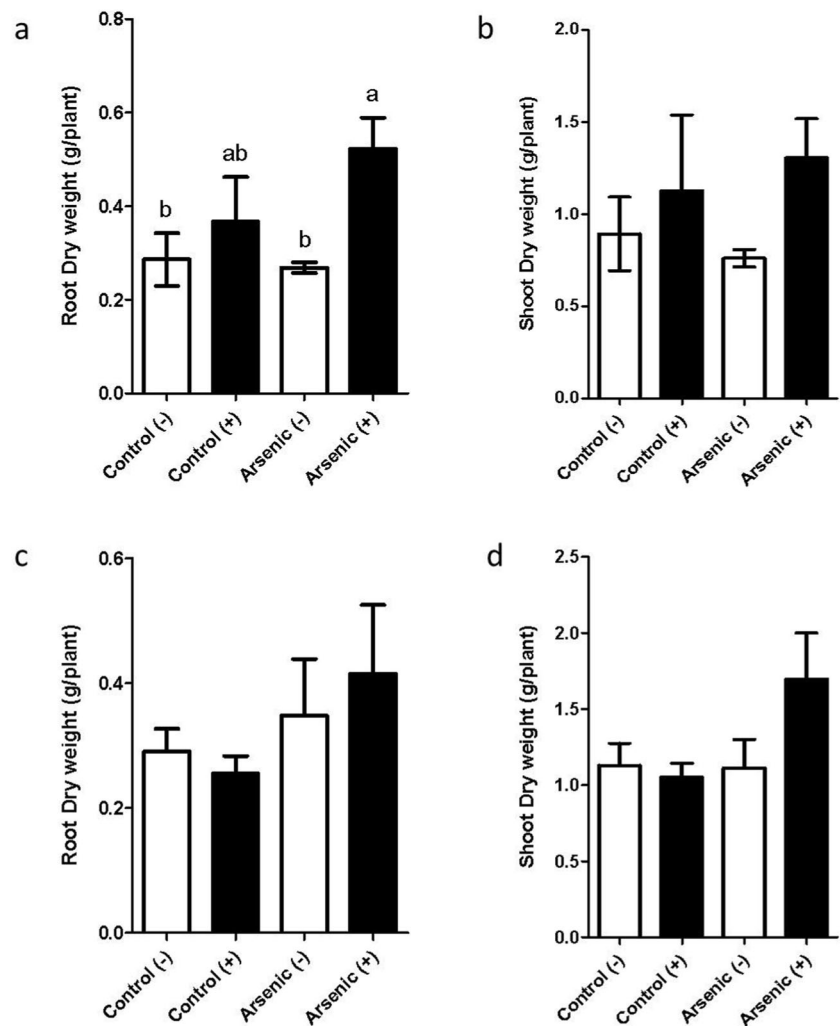 a
Root Dry weight (g/plant)
0.8
0.6
0.4
0.2
0.0
b
ab
b
a
Control (-)
Control (+)
Arsenic (-)
Arsenic (+)
b
Shoot Dry weight (g/plant)
2.0
1.5
1.0
0.5
0.0
Control (-)
Control (+)
Arsenic (-)
Arsenic (+)
c
Root Dry weight (g/plant)
0.6
0.4
0.2
0.0
Control (-)
Control (+)
Arsenic (-)
Arsenic (+)
d
Shoot Dry weight (g/plant)
2.5
2.0
1.5
1.0
0.5
0.0
Control (-)
Control (+)
Arsenic (-)
Arsenic (+)